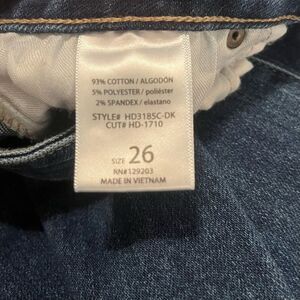 93% COTTON / ALGODÓN
5% POLYESTER / poliéster
2% SPANDEX / elastano
STYLE# HD318SC-DK
CUT# HD-1710
SIZE 26
RN#129203
MADE IN VIETNAM